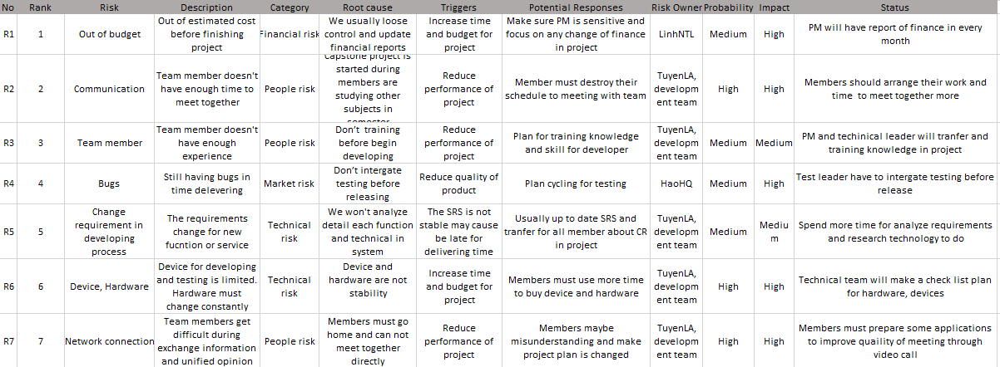 No
Rank
Risk
Description
Category
Root cause
Triggers
Potential Responses
Risk Owner
Probability
Impact
Status
R1
1
Out of budget
Out of estimated cost
before finishing
project
Financial risk
We usually loose
control and update
financial reports
Increase time
and budget for
project
Make sure PM is sensitive and
focus on any change of finance
in project
LinhNTL
Medium
High
PM will have report of finance in every
month
R2
2
Communication
Team member doesn't
have enough time to
meet together
People risk
Capstone project is
started during
members are
studying other
subjects in
semester
Reduce
performance of
project
Member must destroy their
schedule to meeting with team
TuyenLA,
developm
ent team
High
High
Members should arrange their work and
time to meet together more
R3
3
Team member
Team member doesn't
have enough
experience
People risk
Don’t training
before begin
developing
Reduce
performance of
project
Plan for training knowledge
and skill for developer
TuyenLA,
developm
ent team
Medium
Medium
PM and techinical leader will tranfer and
training knowledge in project
R4
4
Bugs
Still having bugs in
time delevering
Market risk
Don’t intergate
testing before
releasing
Reduce quality of
product
Plan cycling for testing
HaoHQ
Medium
High
Test leader have to intergate testing before
release
R5
5
Change
requirement in
developing
process
The requirements
change for new
fucntion or service
Technical
risk
We won't analyze
detail each function
and technical in
system
The SRS is not
stable may cause
be late for
delivering time
Usually up to date SRS and
tranfer for all member about CR
in project
TuyenLA,
developm
ent team
Medium
Mediu
m
Spend more time for analyze requirements
and research technology to do
R6
6
Device, Hardware
Device for developing
and testing is limited.
Hardware must
change constantly
Technical
risk
Device and
hardware are not
stability
Increase time
and budget for
project
Members must use more time
to buy device and hardware
TuyenLA,
developm
ent team
High
High
Technical team will make a check list plan
for hardware, devices
R7
7
Network connection
Team members get
difficult during
exchange information
and unified opinion
People risk
Members must go
home and can not
meet together
directly
Reduce
performance of
project
Members maybe
misunderstanding and make
project plan is changed
TuyenLA,
developm
ent team
High
High
Members must prepare some applications
to improve quaility of meeting through
video call